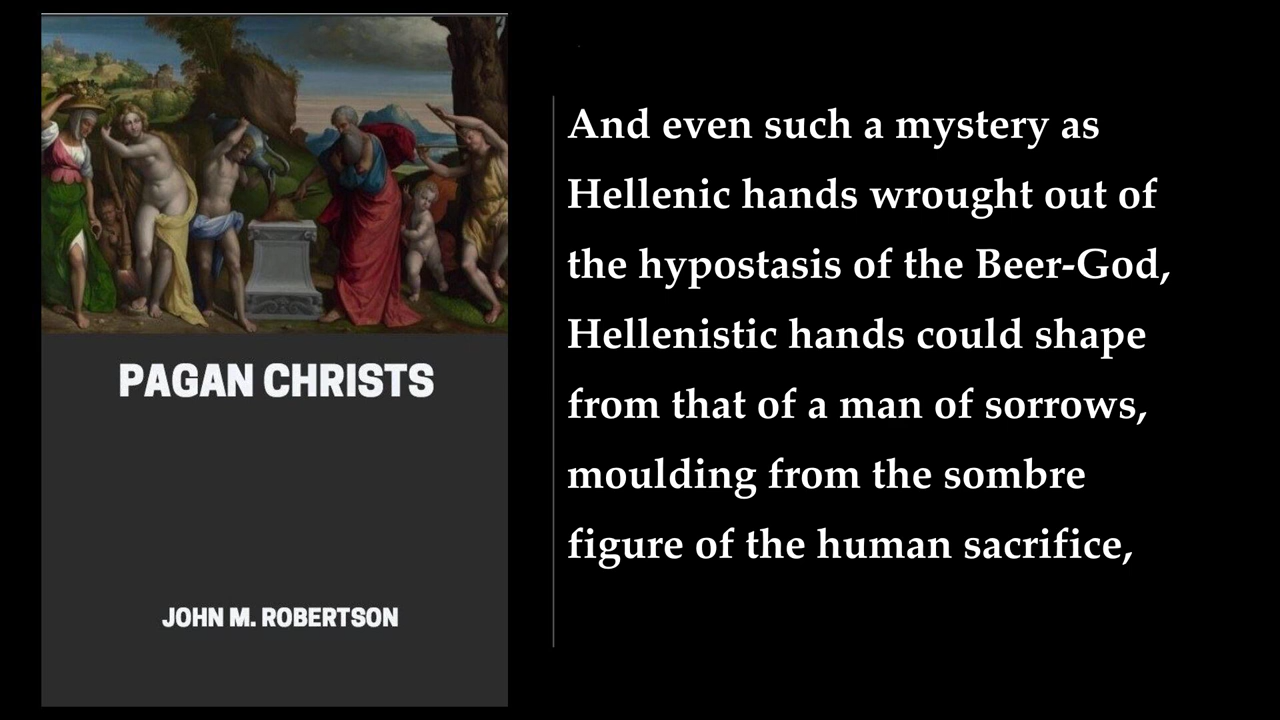 PAGAN CHRISTS
JOHN M. ROBERTSON
And even such a mystery as
Hellenic hands wrought out of
the hypostasis of the Beer-God,
Hellenistic hands could shape
from that of a man of sorrows,
moulding from the sombre
figure of the human sacrifice,